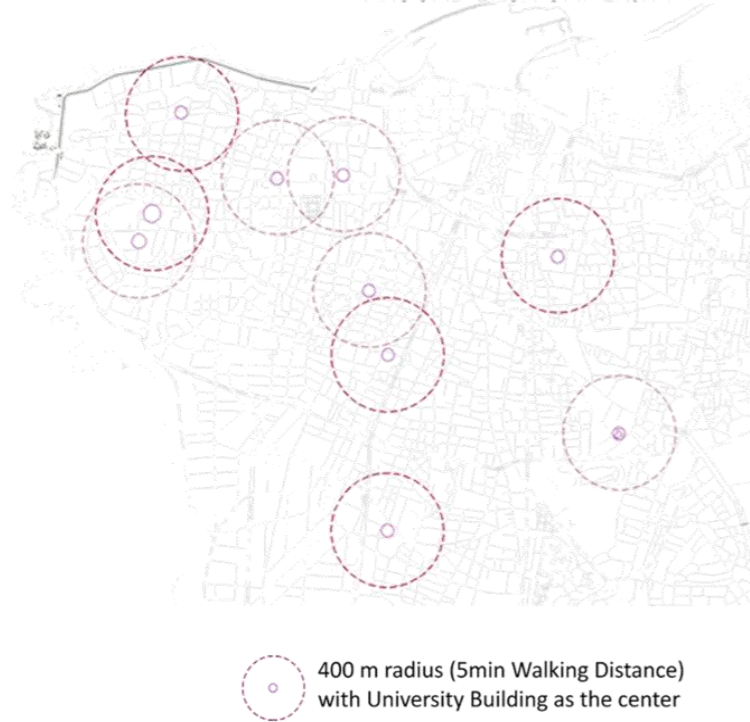 400 m radius (5min Walking Distance)
with University Building as the center